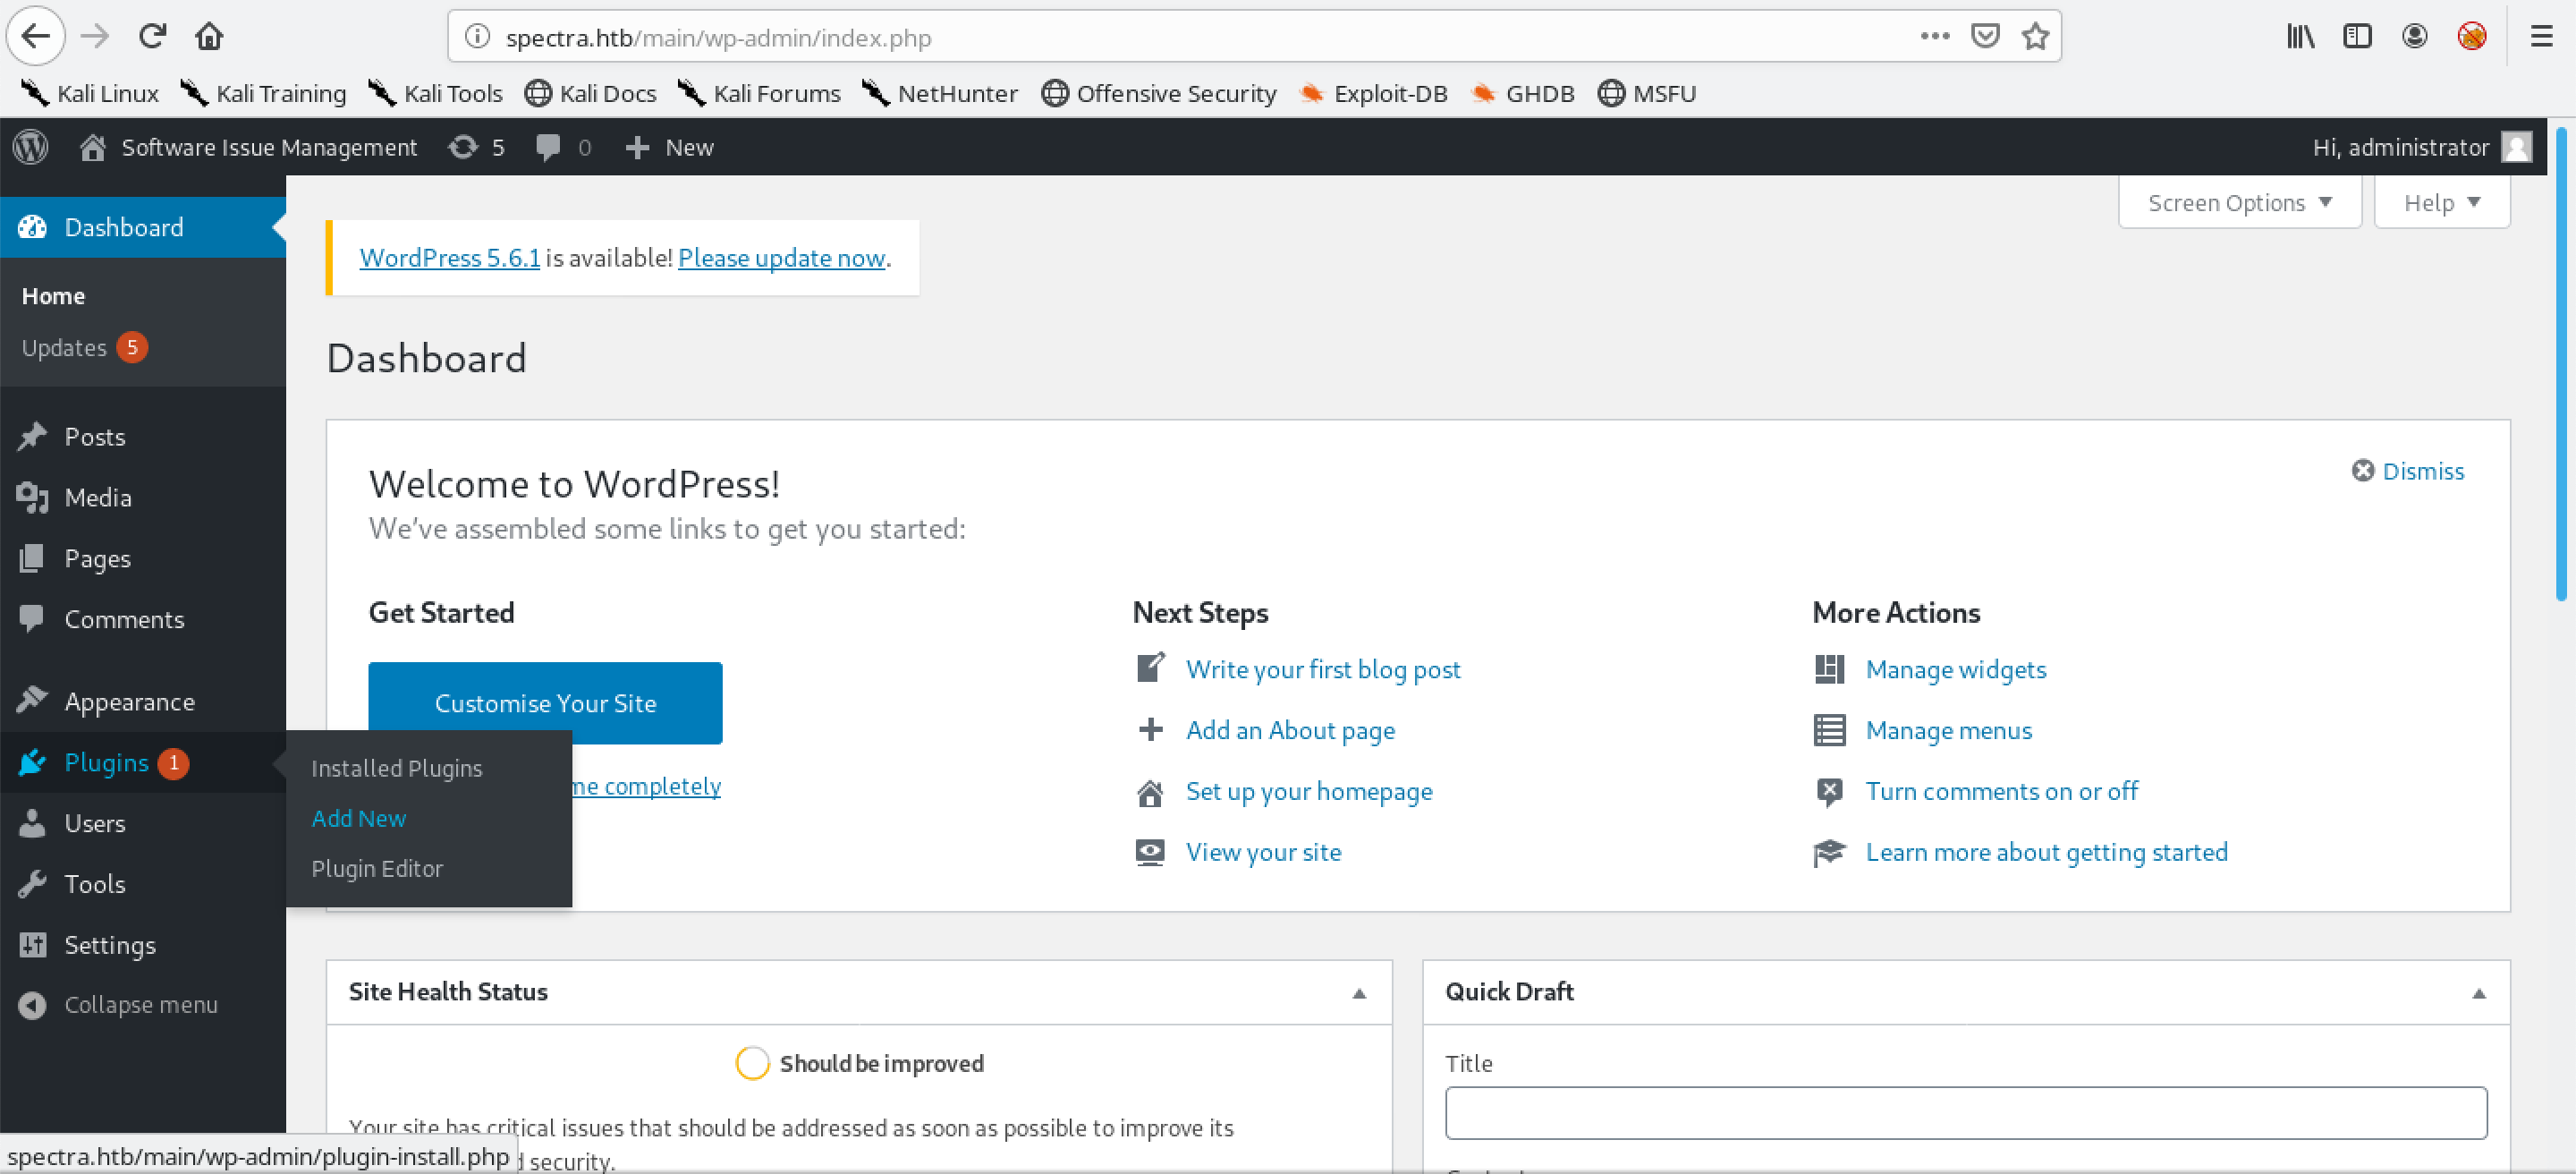 spectra.htb/main/wp-admin/index.php
Kali Linux Kali Training Kali Tools Kali Docs Kali Forums NetHunter Offensive Security Exploit-DB GHDB MSFU
Software Issue Management 5 0 New Hi, administrator
Screen Options Help
Dashboard
Home
Updates 5
Posts
Media
Pages
Comments
Appearance
Plugins 1
Users
Tools
Settings
Collapse menu
Installed Plugins
Add New
Plugin Editor
WordPress 5.6.1 is available! Please update now.
Dashboard
Welcome to WordPress!
Dismiss
We've assembled some links to get you started:
Get Started
Customise Your Site
me completely
Next Steps
Write your first blog post
Add an About page
Set up your homepage
View your site
More Actions
Manage widgets
Manage menus
Turn comments on or off
Learn more about getting started
Site Health Status
Should be improved
Your site has critical issues that should be addressed as soon as possible to improve its
security.
Quick Draft
Title
spectra.htb/main/wp-admin/plugin-install.php